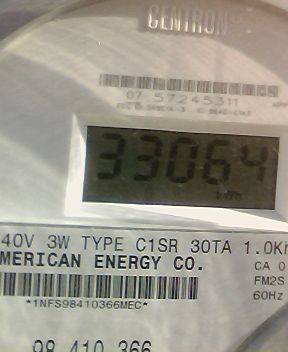 CENTRON
07 57245311
33064
kWh
40V 3W TYPE C1SR 30TA 1.0K
MERICAN ENERGY CO.
CA 0
FM2S
60Hz
*1NFS98410366MEC*
98 410 366